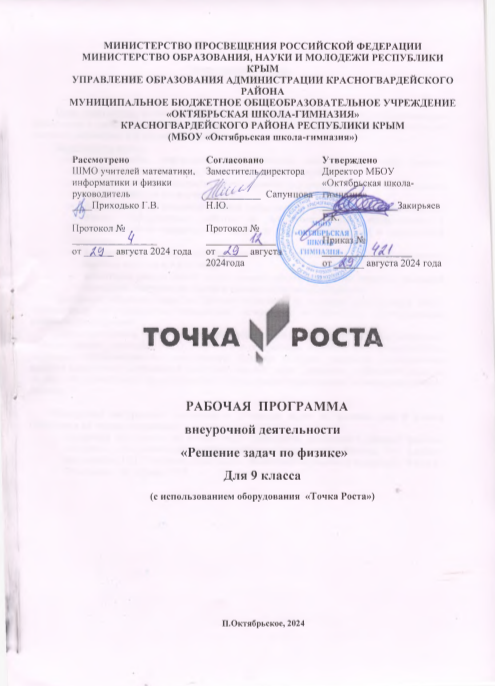 МИНИСТЕРСТВО ПРОСВЕЩЕНИЯ РОССИЙСКОЙ ФЕДЕРАЦИИ
МИНИСТЕРСТВО ОБРАЗОВАНИЯ, НАУКИ И МОЛОДЕЖИ РЕСПУБЛИКИ
КРЫМ
УПРАВЛЕНИЕ ОБРАЗОВАНИЯ АДМИНИСТРАЦИИ КРАСНОГВАРДЕЙСКОГО
РАЙОНА
МУНИЦИПАЛЬНОЕ БЮДЖЕТНОЕ ОБЩЕОБРАЗОВАТЕЛЬНОЕ УЧРЕЖДЕНИЕ
«ОКТЯБРЬСКАЯ ШКОЛА-ГИМНАЗИЯ»
КРАСНОГВАРДЕЙСКОГО РАЙОНА РЕСПУБЛИКИ КРЫМ
(МБОУ «Октябрьская школа-гимназия»)
Рассмотрено
ШМО учителей математики,
информатики и физики
руководитель
Приходько Г.В.
Протокол №
4
от 29 августа 2024 года
Согласовано
Заместитель директора
Сапунцова
Н.Ю.
Протокол №
12
от 29 августа
2024года
Утверждено
Директор МБОУ
«Октябрьская школа-
гимназия»
Закирьяев
Р.К.
Приказ №
421
от 29 августа 2024 года
«ОКТЯБРЬСКАЯ
ШКОЛА-
ГИМНАЗИЯ»
ТОЧКА РОСТА
РАБОЧАЯ ПРОГРАММА
внеурочной деятельности
«Решение задач по физике»
Для 9 класса
(с использованием оборудования «Точка Роста»)
П.Октябрьское, 2024